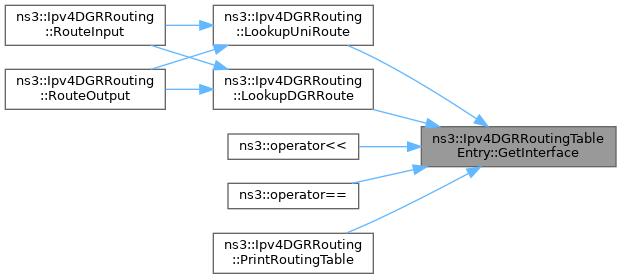 ns3::Ipv4DGRRouting
::RouteInput
ns3::Ipv4DGRRouting
::LookupUniRoute
ns3::Ipv4DGRRouting
::RouteOutput
ns3::Ipv4DGRRouting
::LookupDGRRoute
ns3::operator<<
ns3::Ipv4DGRRoutingTable
Entry::GetInterface
ns3::operator==
ns3::Ipv4DGRRouting
::PrintRoutingTable